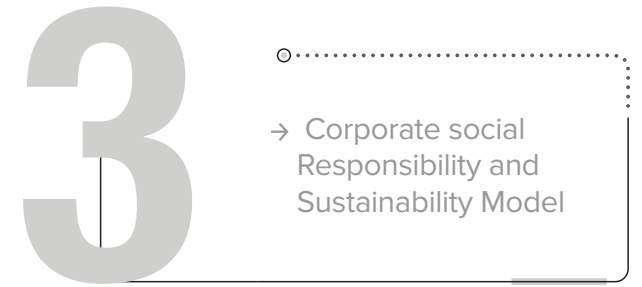 3
→ Corporate social
Responsibility and
Sustainability Model